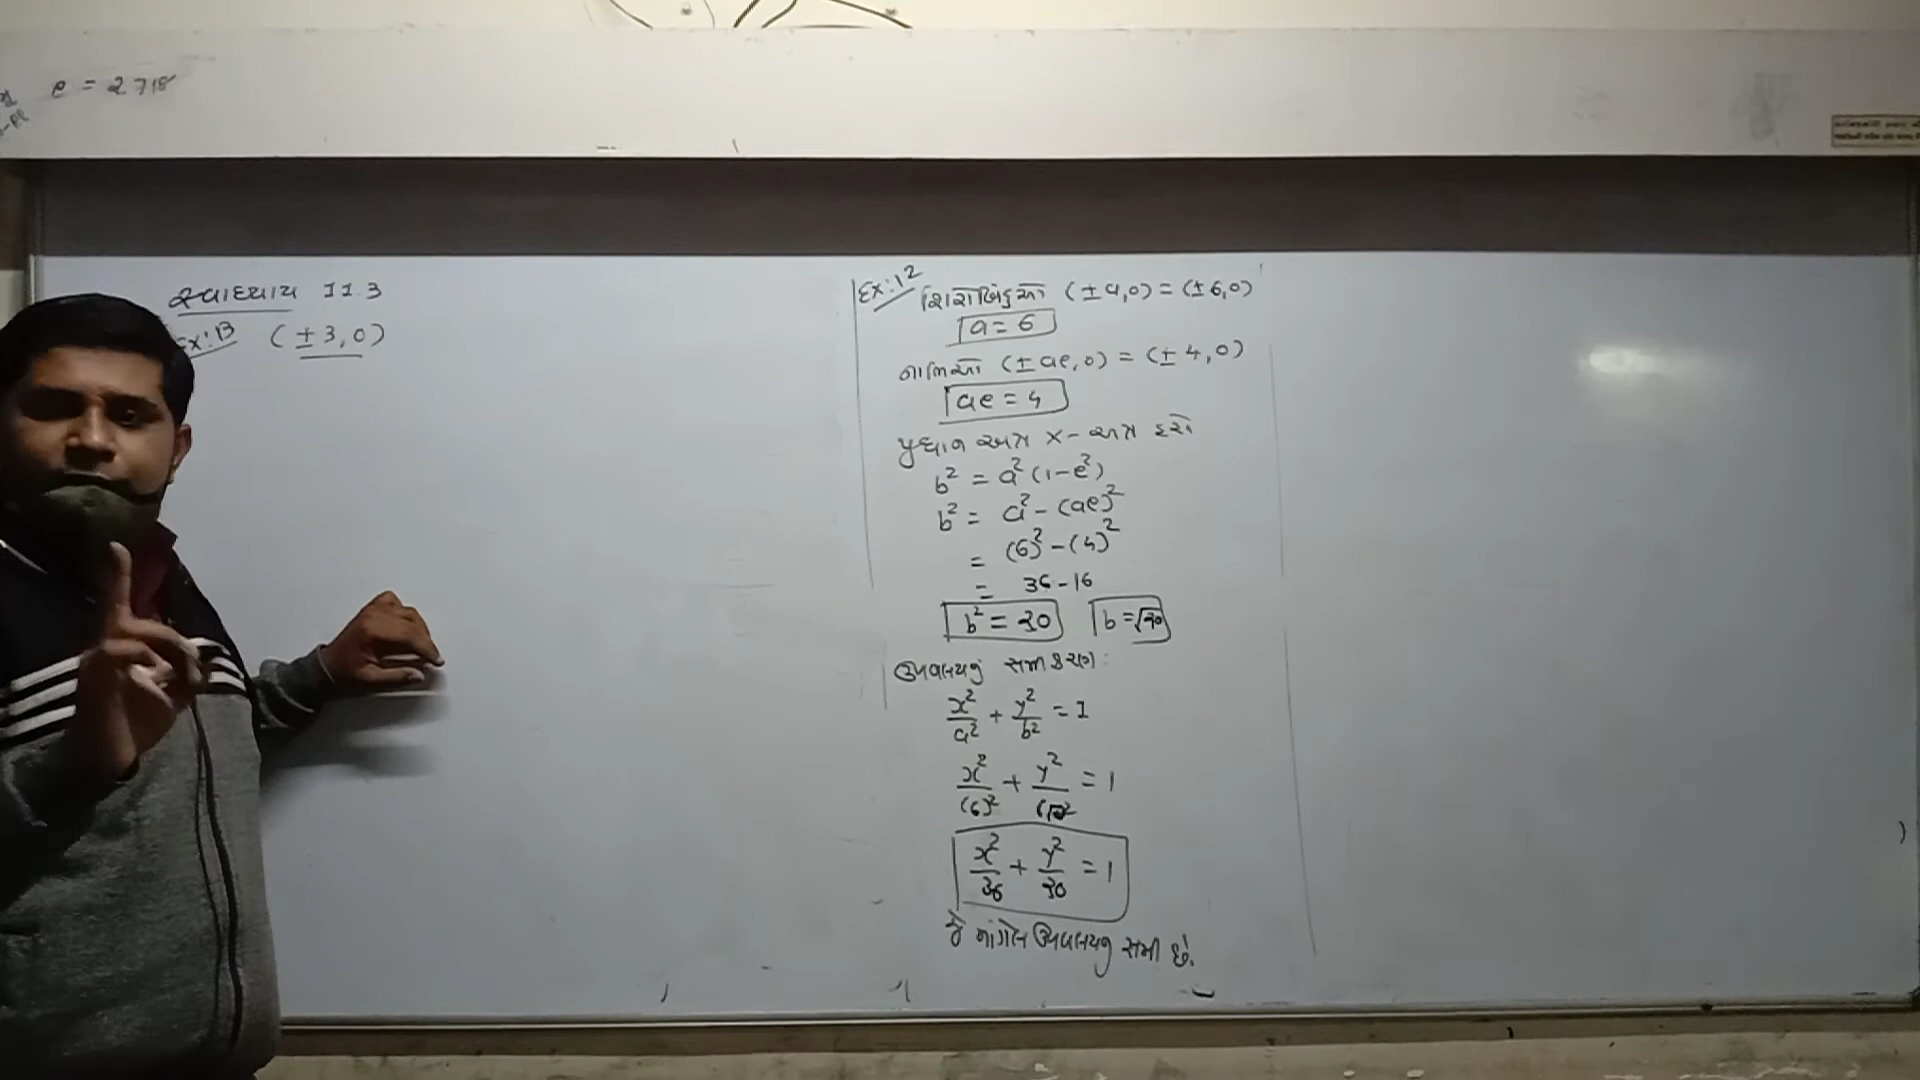 e = 2.718
સ્વાધ્યાય 11.3
Ex: 13 (±3,0)
Ex: 12 શિરોબિંદુઓ (±a,0) = (±6,0)
a = 6
નાભિઓ (±ae,0) = (±4,0)
ae = 4
પ્રધાન અક્ષ x-અક્ષ હશે
b² = a²(1-e²)
b² = a² - (ae)²
= (6)² - (4)²
= 36 - 16
b² = 20 b = √20
ઉપવલયનું સમીકરણ :
x²/a² + y²/b² = 1
x²/(6)² + y²/(√20)² = 1
x²/36 + y²/20 = 1
જે માંગેલ ઉપવલયનું સમી છે.